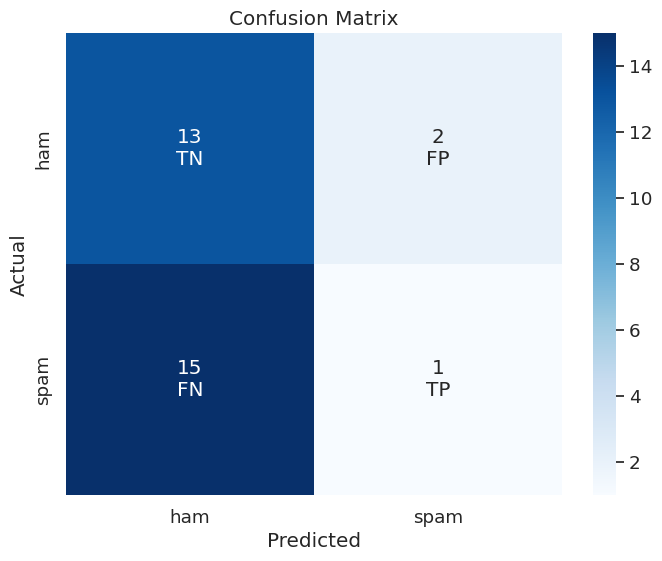 Confusion Matrix
ham
13
TN
2
FP
Actual
spam
15
FN
1
TP
ham
spam
Predicted
14
12
10
8
6
4
2